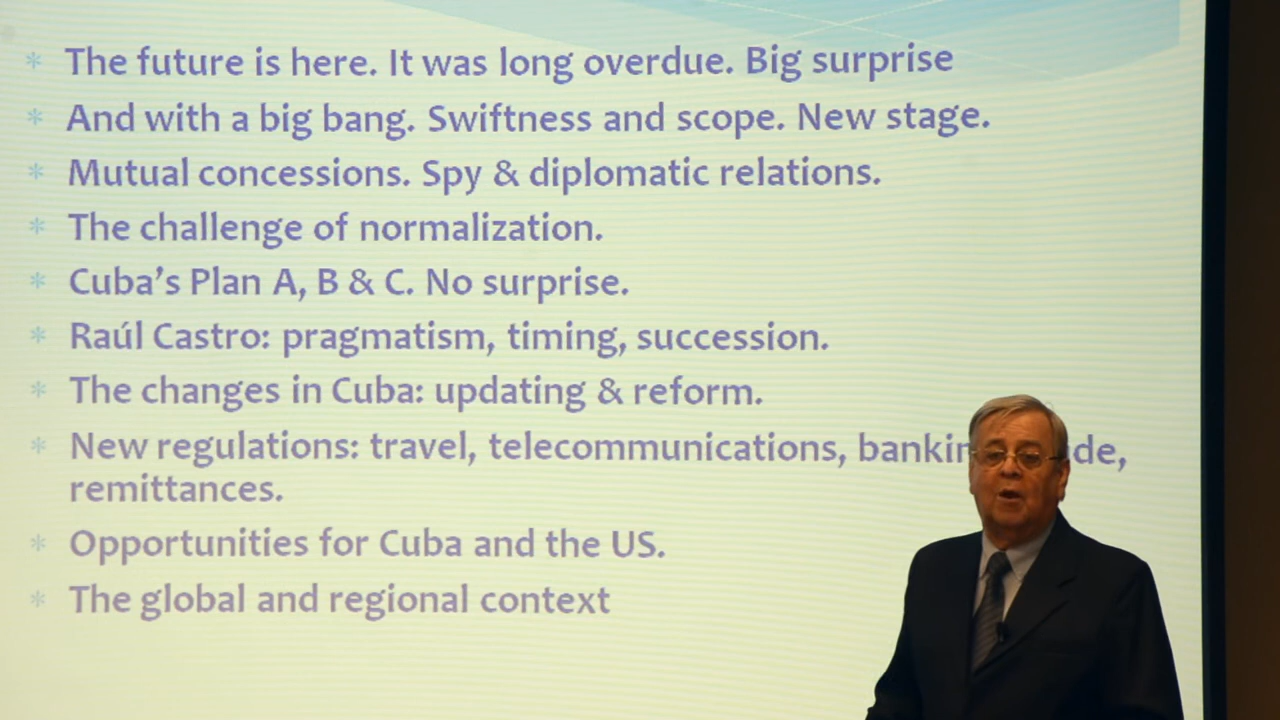 * The future is here. It was long overdue. Big surprise
* And with a big bang. Swiftness and scope. New stage.
* Mutual concessions. Spy & diplomatic relations.
* The challenge of normalization.
* Cuba's Plan A, B & C. No surprise.
* Raúl Castro: pragmatism, timing, succession.
* The changes in Cuba: updating & reform.
* New regulations: travel, telecommunications,
remittances.
* Opportunities for Cuba and the US.
* The global and regional context